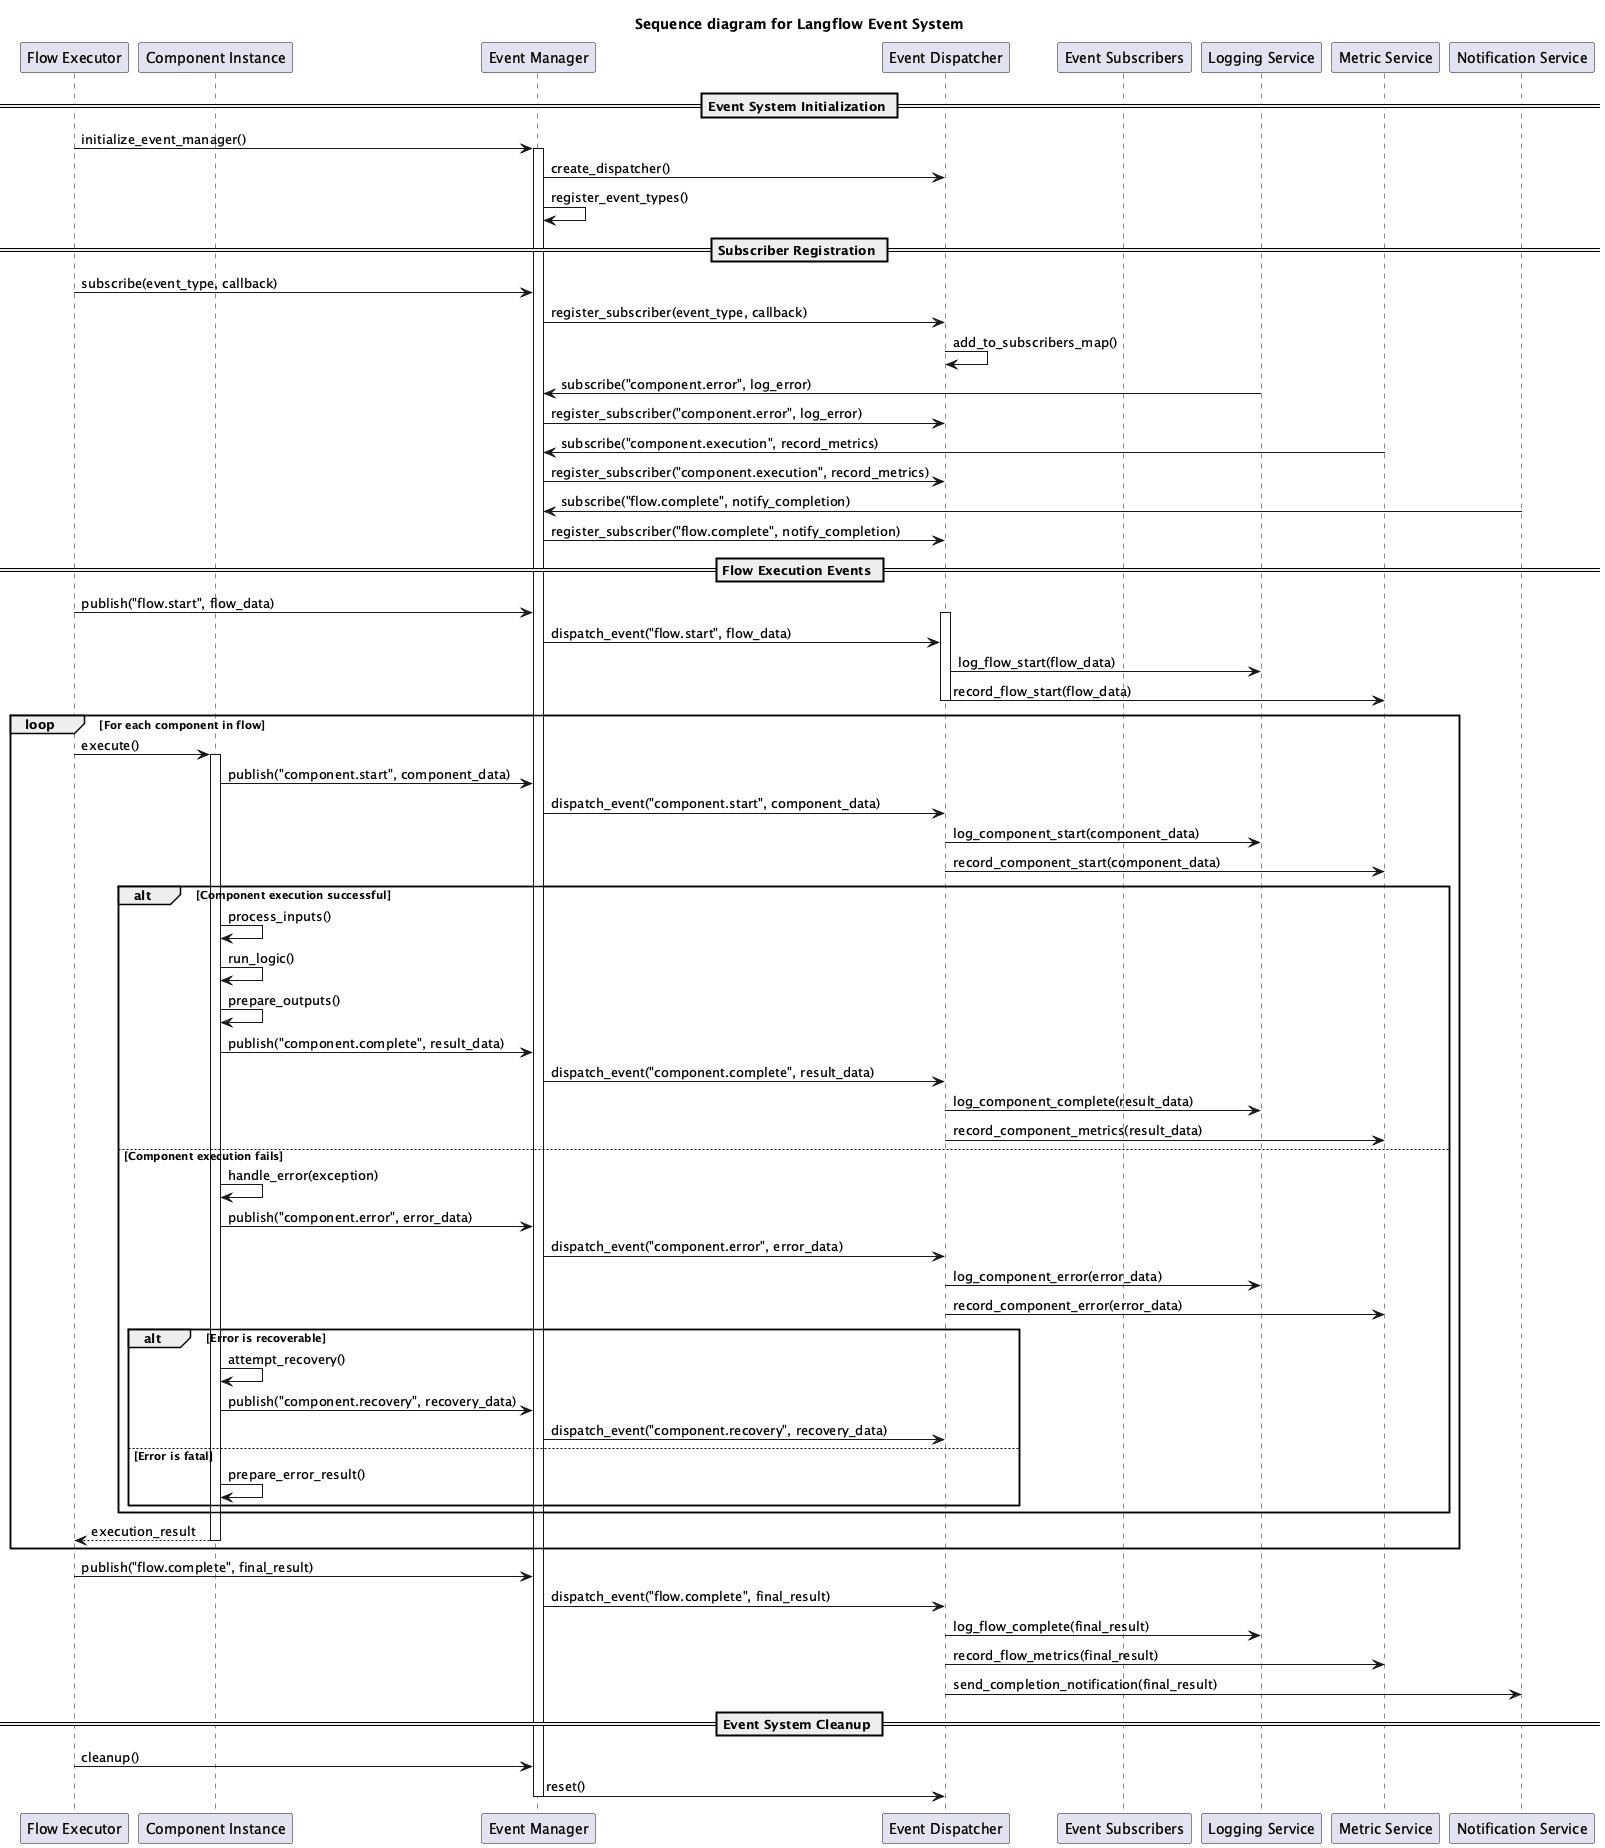 Sequence diagram for Langflow Event System
Flow Executor Component Instance Event Manager Event Dispatcher Event Subscribers Logging Service Metric Service Notification Service
Event System Initialization
initialize_event_manager()
create_dispatcher()
register_event_types()
Subscriber Registration
subscribe(event_type, callback)
register_subscriber(event_type, callback)
add_to_subscribers_map()
subscribe("component.error", log_error)
register_subscriber("component.error", log_error)
subscribe("component.execution", record_metrics)
register_subscriber("component.execution", record_metrics)
subscribe("flow.complete", notify_completion)
register_subscriber("flow.complete", notify_completion)
Flow Execution Events
publish("flow.start", flow_data)
dispatch_event("flow.start", flow_data)
log_flow_start(flow_data)
record_flow_start(flow_data)
loop [For each component in flow]
execute()
publish("component.start", component_data)
dispatch_event("component.start", component_data)
log_component_start(component_data)
record_component_start(component_data)
alt [Component execution successful]
process_inputs()
run_logic()
prepare_outputs()
publish("component.complete", result_data)
dispatch_event("component.complete", result_data)
log_component_complete(result_data)
record_component_metrics(result_data)
[Component execution fails]
handle_error(exception)
publish("component.error", error_data)
dispatch_event("component.error", error_data)
log_component_error(error_data)
record_component_error(error_data)
alt [Error is recoverable]
attempt_recovery()
publish("component.recovery", recovery_data)
dispatch_event("component.recovery", recovery_data)
[Error is fatal]
prepare_error_result()
execution_result
publish("flow.complete", final_result)
dispatch_event("flow.complete", final_result)
log_flow_complete(final_result)
record_flow_metrics(final_result)
send_completion_notification(final_result)
Event System Cleanup
cleanup()
reset()
Flow Executor Component Instance Event Manager Event Dispatcher Event Subscribers Logging Service Metric Service Notification Service